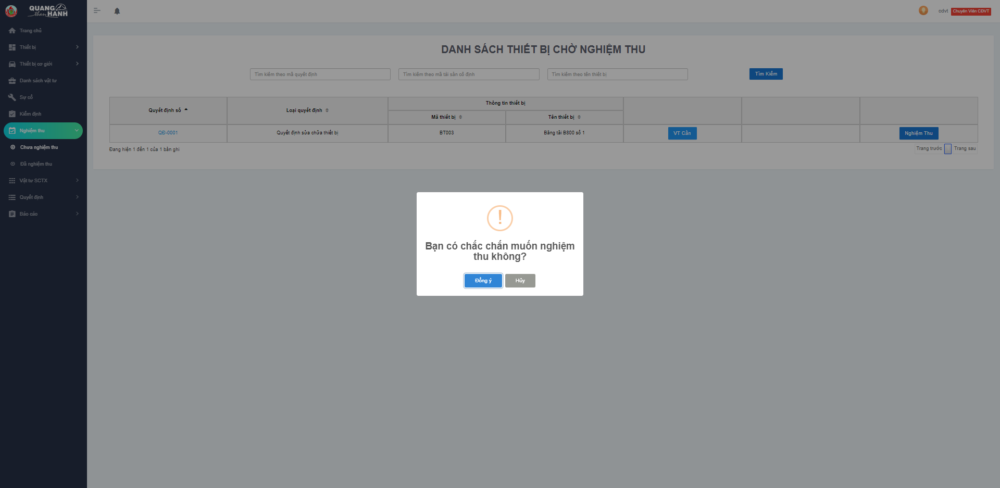 QUANG
than HANH
cdvt Chuyên Viên CĐVT
Trang chủ
Thiết bị
Thiết bị cơ giới
Danh sách vật tư
Sự cố
Kiểm định
Nghiệm thu
Chưa nghiệm thu
Đã nghiệm thu
Vật tư SCTX
Quyết định
Báo cáo
DANH SÁCH THIẾT BỊ CHỜ NGHIỆM THU
Tìm kiếm theo mã quyết định
Tìm kiếm theo mã tài sản cố định
Tìm kiếm theo tên thiết bị
Tìm Kiếm
Quyết định số
Loại quyết định
Thông tin thiết bị
Mã thiết bị
Tên thiết bị
QĐ-0001
Quyết định sửa chữa thiết bị
BT003
Băng tải B800 số 1
VT Cần
Nghiệm Thu
Đang hiện 1 đến 1 của 1 bản ghi
Trang trước
Trang sau
!
Bạn có chắc chắn muốn nghiệm
thu không?
Đồng ý
Hủy